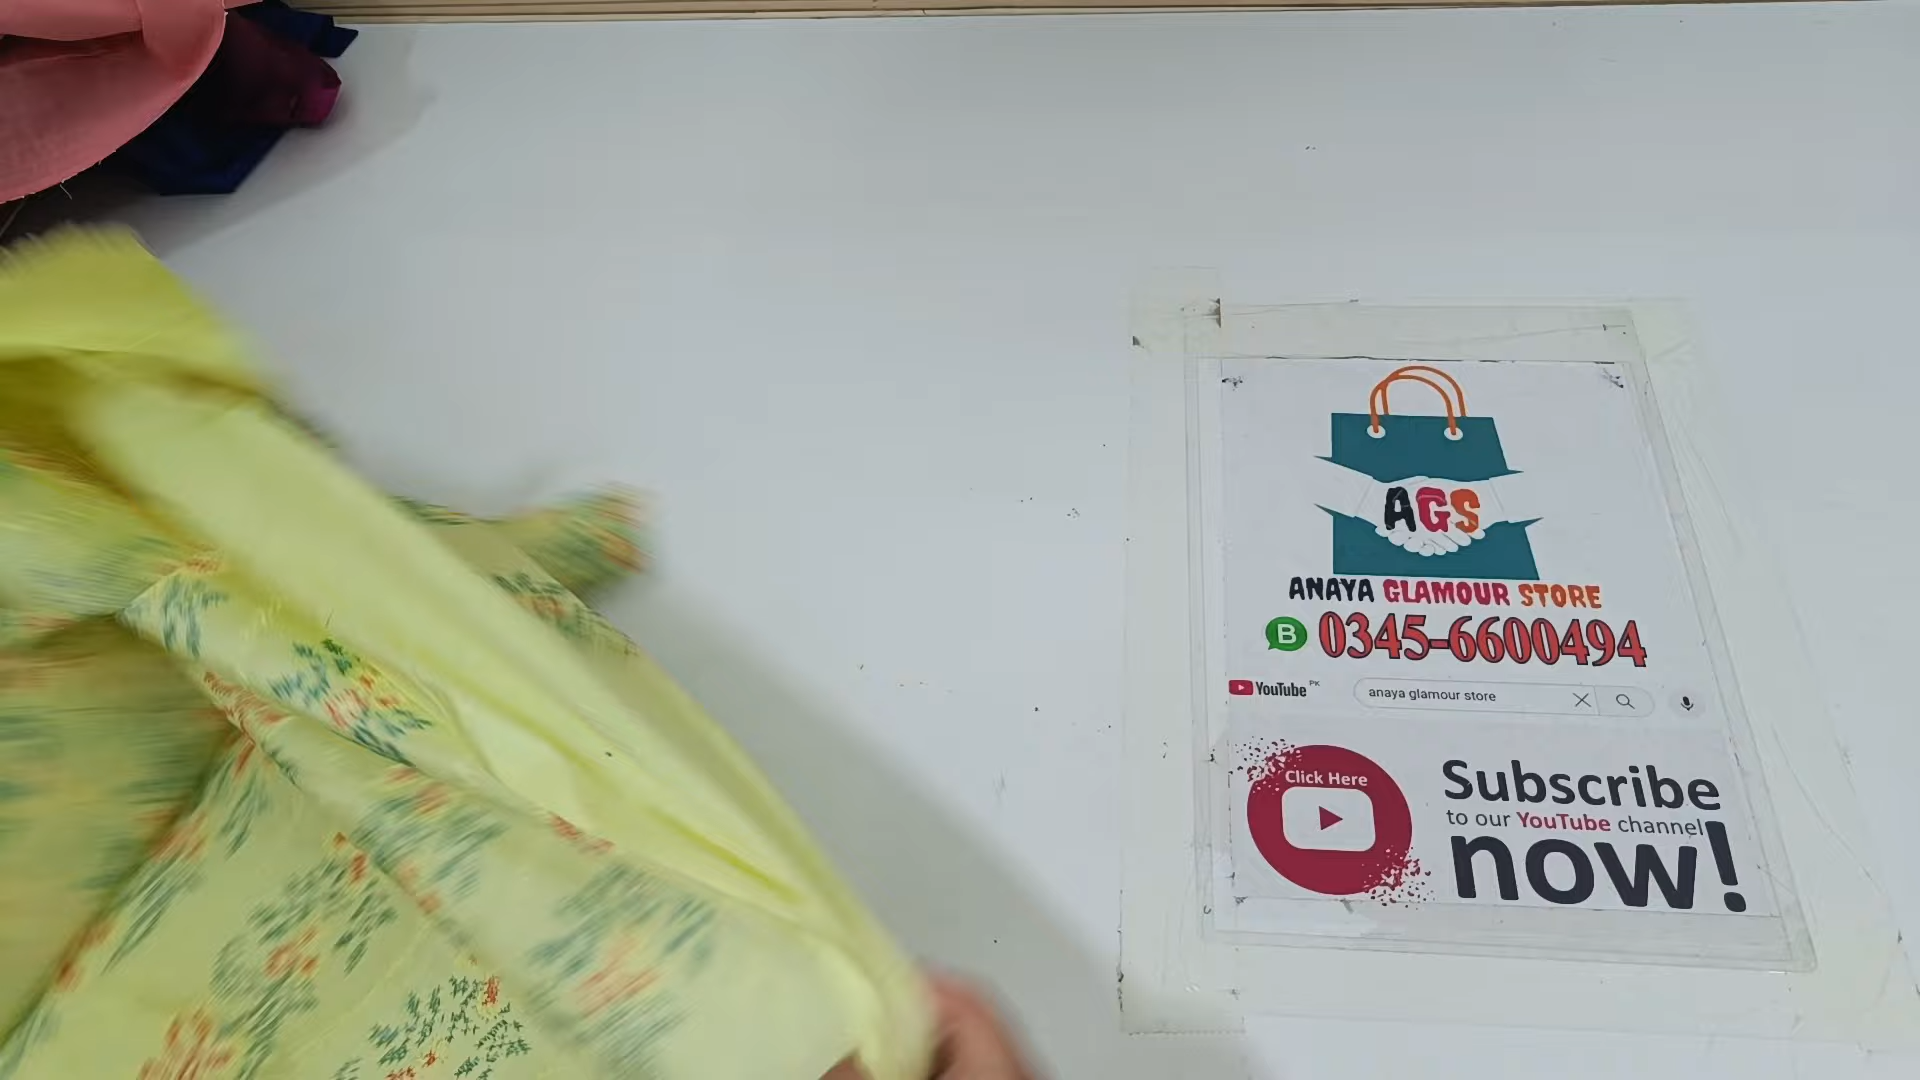 AGS
ANAYA GLAMOUR STORE
B 0345-6600494
YouTube PK anaya glamour store
Click Here
Subscribe
to our YouTube channel
now!